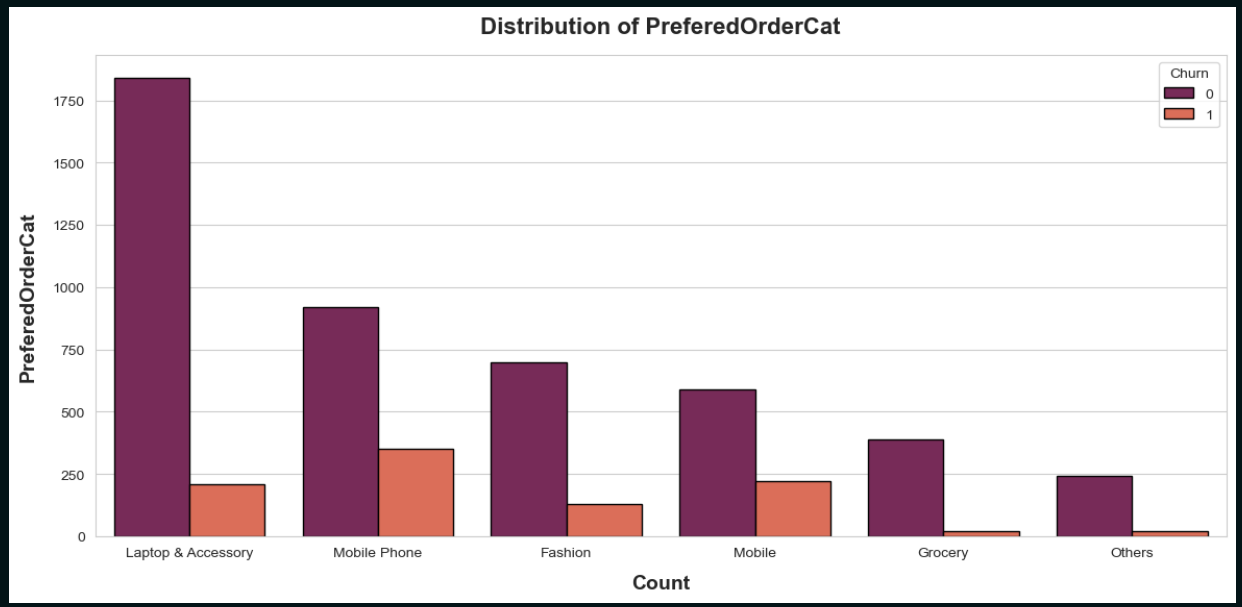 Distribution of PreferedOrderCat
Churn
0
1
PreferedOrderCat
1750
1500
1250
1000
750
500
250
0
Laptop & Accessory
Mobile Phone
Fashion
Mobile
Grocery
Others
Count